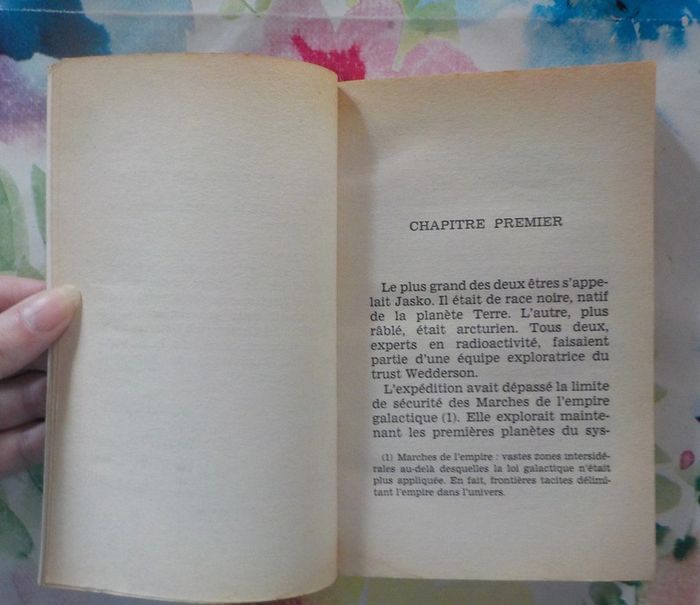 CHAPITRE PREMIER
Le plus grand des deux êtres s'appe-
lait Jasko. Il était de race noire, natif
de la planète Terre. L'autre, plus
râblé, était arcturien. Tous deux,
experts en radioactivité, faisaient
partie d'une équipe exploratrice du
trust Wedderson.
L'expédition avait dépassé la limite
de sécurité des Marches de l'empire
galactique (1). Elle explorait mainte-
nant les premières planètes du sys-
(1) Marches de l'empire : vastes zones intersidé-
rales au-delà desquelles la loi galactique n'était
plus appliquée. En fait, frontières tacites délimi-
tant l'empire dans l'univers.